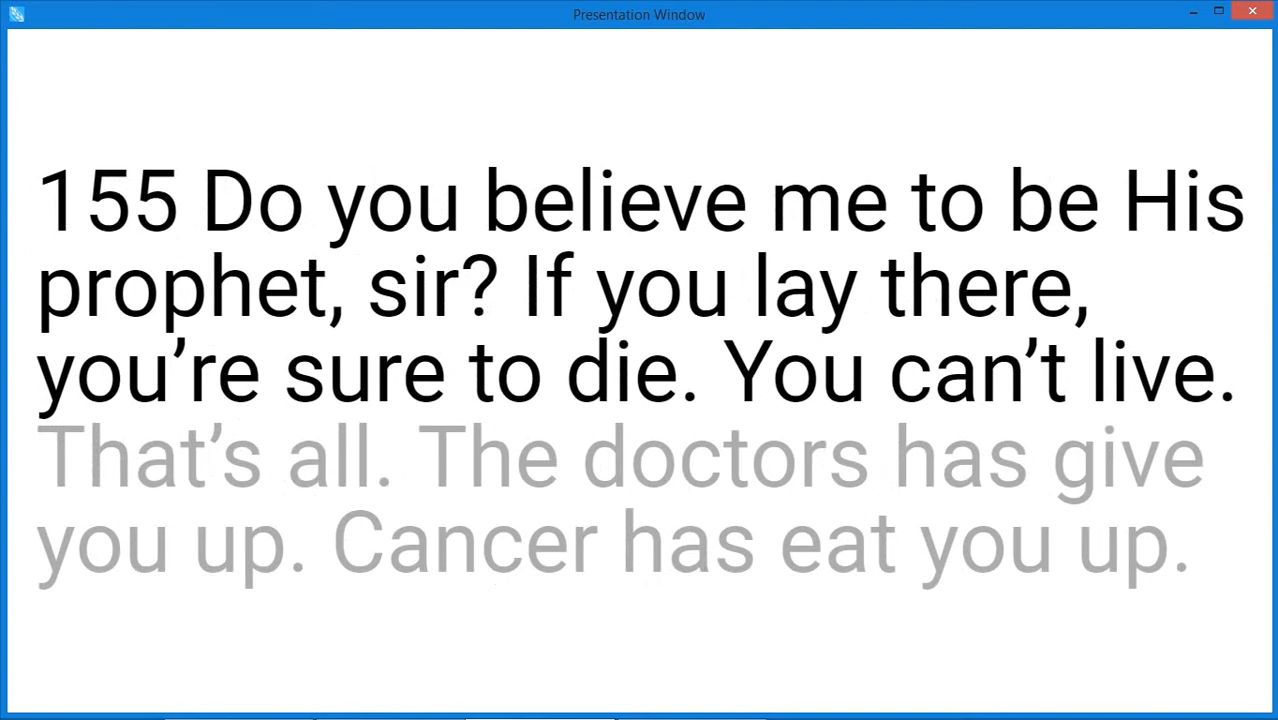 Presentation Window
155 Do you believe me to be His
prophet, sir? If you lay there,
you’re sure to die. You can’t live.
That’s all. The doctors has give
you up. Cancer has eat you up.